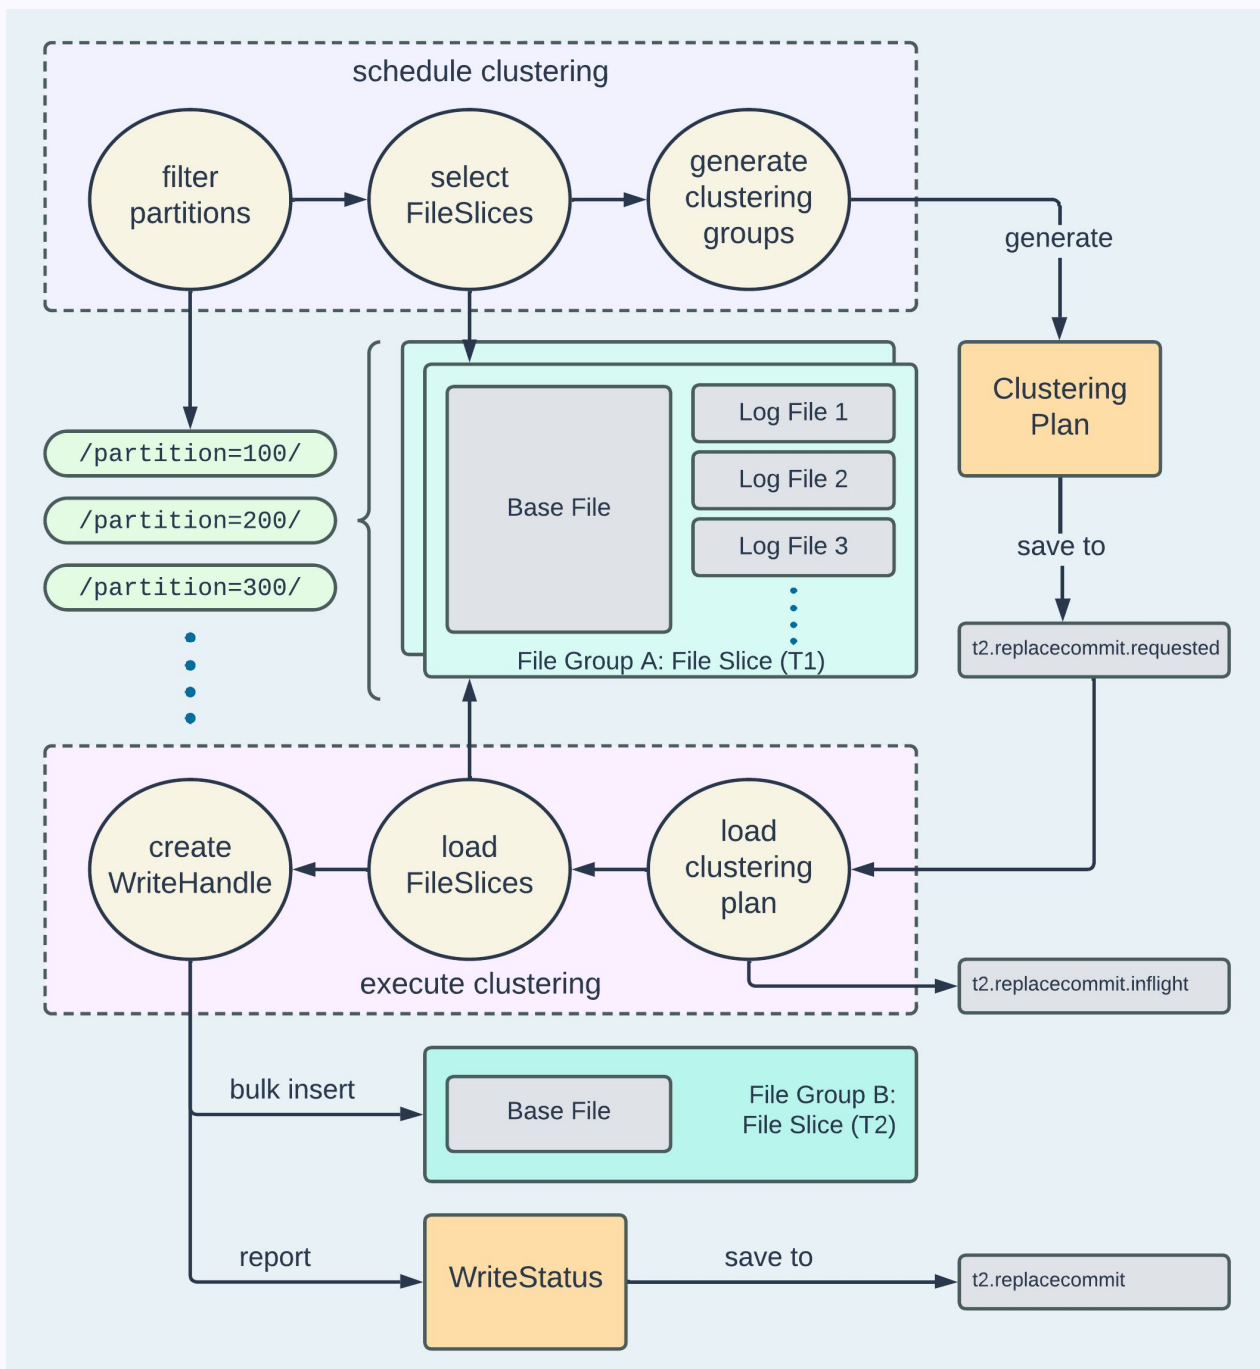 schedule clustering
filter
partitions
select
FileSlices
generate
clustering
groups
generate
Clustering
Plan
save to
t2.replacecommit.requested
/partition=100/
/partition=200/
/partition=300/
Base File
Log File 1
Log File 2
Log File 3
File Group A: File Slice (T1)
create
WriteHandle
load
FileSlices
load
clustering
plan
execute clustering
t2.replacecommit.inflight
bulk insert
Base File
File Group B:
File Slice (T2)
report
WriteStatus
save to
t2.replacecommit